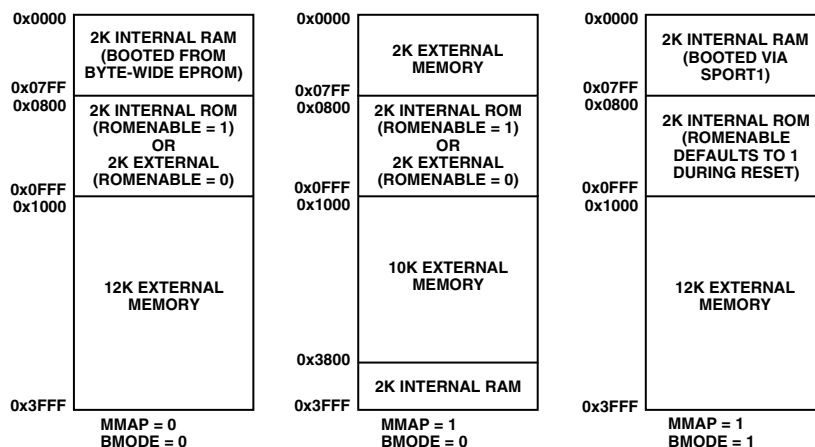 0x0000
2K INTERNAL RAM
(BOOTED FROM
BYTE-WIDE EPROM)
0x07FF
0x0800
2K INTERNAL ROM
(ROMENABLE = 1)
OR
2K EXTERNAL
(ROMENABLE = 0)
0x0FFF
0x1000
12K EXTERNAL
MEMORY
0x3FFF
MMAP = 0
BMODE = 0
0x0000
2K EXTERNAL
MEMORY
0x07FF
0x0800
2K INTERNAL ROM
(ROMENABLE = 1)
OR
2K EXTERNAL
(ROMENABLE = 0)
0x0FFF
0x1000
10K EXTERNAL
MEMORY
0x3800
2K INTERNAL RAM
0x3FFF
MMAP = 1
BMODE = 0
0x0000
2K INTERNAL RAM
(BOOTED VIA
SPORT1)
0x07FF
0x0800
2K INTERNAL ROM
(ROMENABLE
DEFAULTS TO 1
DURING RESET)
0x0FFF
0x1000
12K EXTERNAL
MEMORY
0x3FFF
MMAP = 1
BMODE = 1